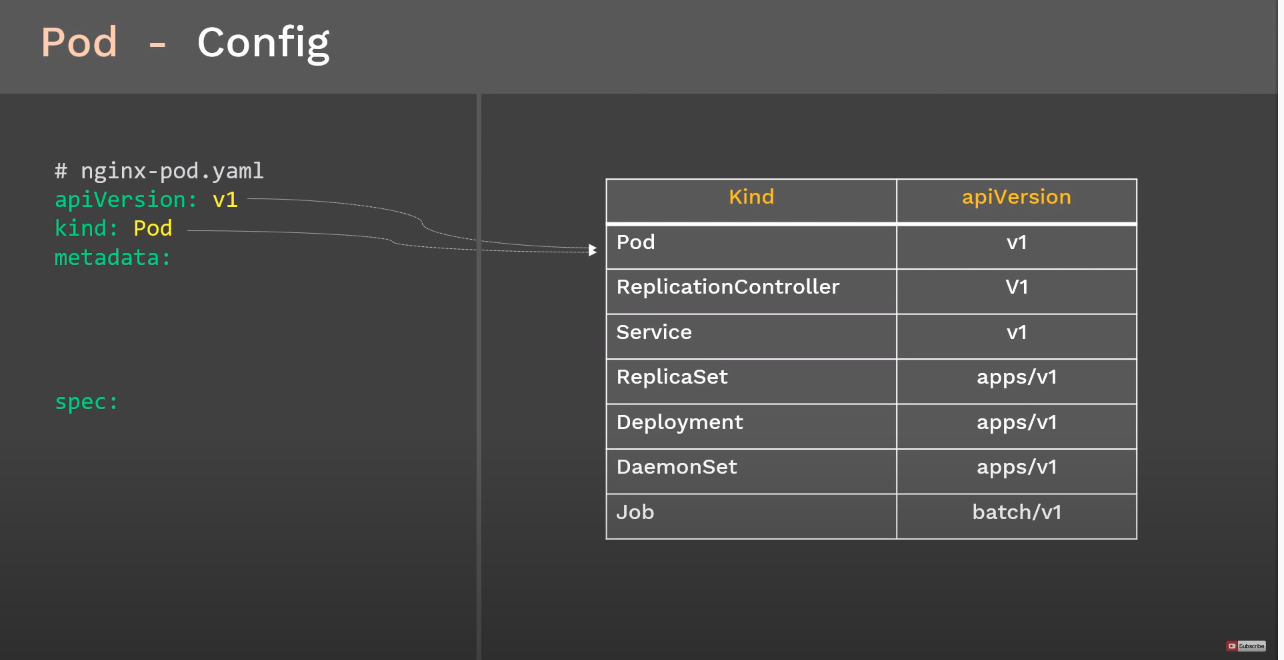 Pod - Config
# nginx-pod.yaml
apiVersion: v1
kind: Pod
metadata:
spec:
Kind apiVersion
Pod v1
ReplicationController V1
Service v1
ReplicaSet apps/v1
Deployment apps/v1
DaemonSet apps/v1
Job batch/v1
Subscribe